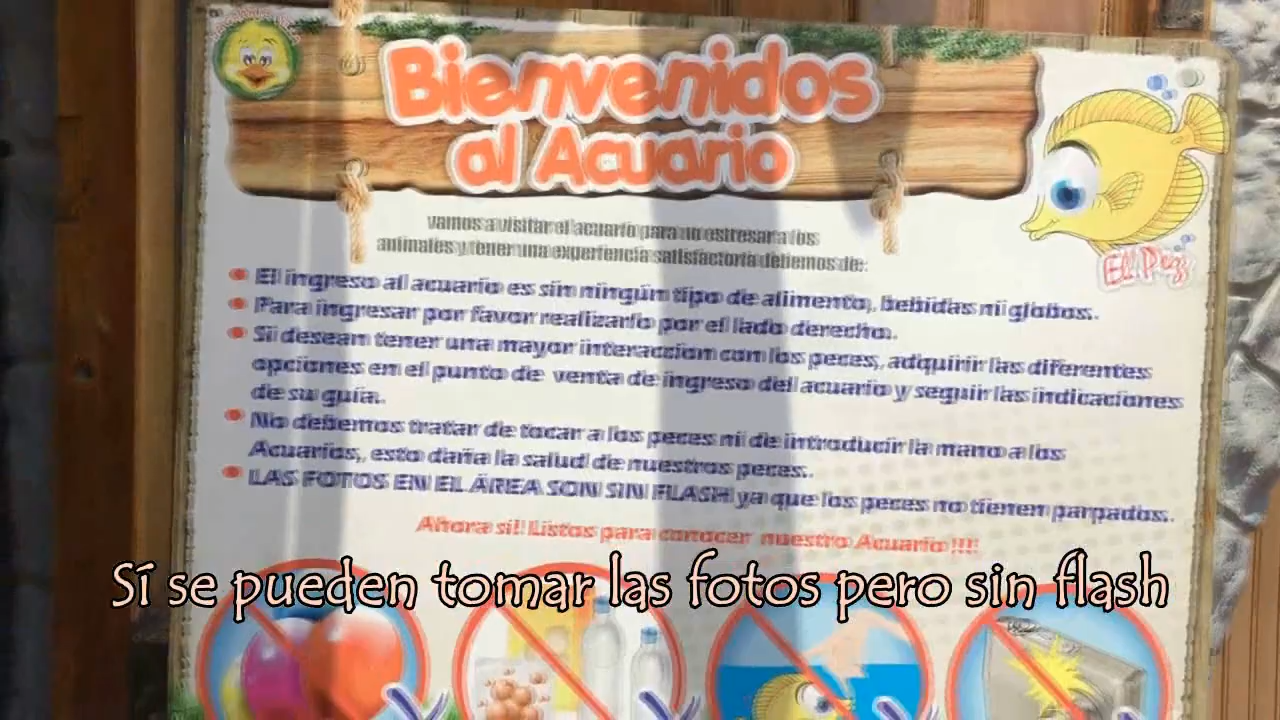 Bienvenidos
al Acuario
vamos a visitar el acuario para no estresar a los
animales y tener una experiencia satisfactoria debemos de:
El Pez
El ingreso al acuario es sin ningún tipo de alimento, bebidas ni globos.
Para ingresar por favor realizarlo por el lado derecho.
Si desean tener una mayor interaccion con los peces, adquirir las diferentes
opciones en el punto de venta de ingreso del acuario y seguir las indicaciones
de su guía.
No debemos tratar de tocar a los peces ni de introducir la mano a los
Acuarios, esto daña la salud de nuestros peces.
LAS FOTOS EN EL ÁREA SON SIN FLASH ya que los peces no tienen parpados.
Ahora si!! Listos para conocer nuestro Acuario !!!!
Sí se pueden tomar las fotos pero sin flash